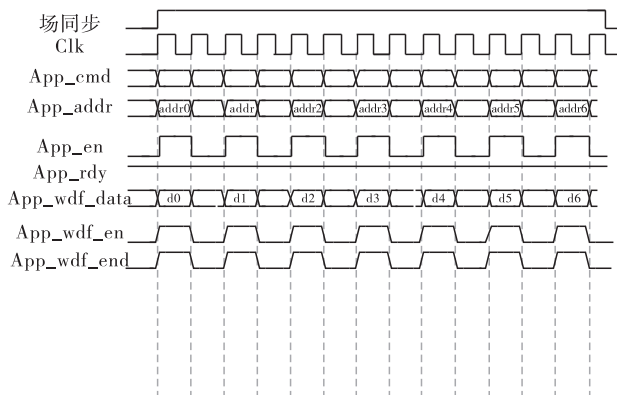 场同步
Clk
App_cmd
App_addr addr0 addr addr2 addr3 addr4 addr5 addr6
App_en
App_rdy
App_wdf_data d0 d1 d2 d3 d4 d5 d6
App_wdf_en
App_wdf_end